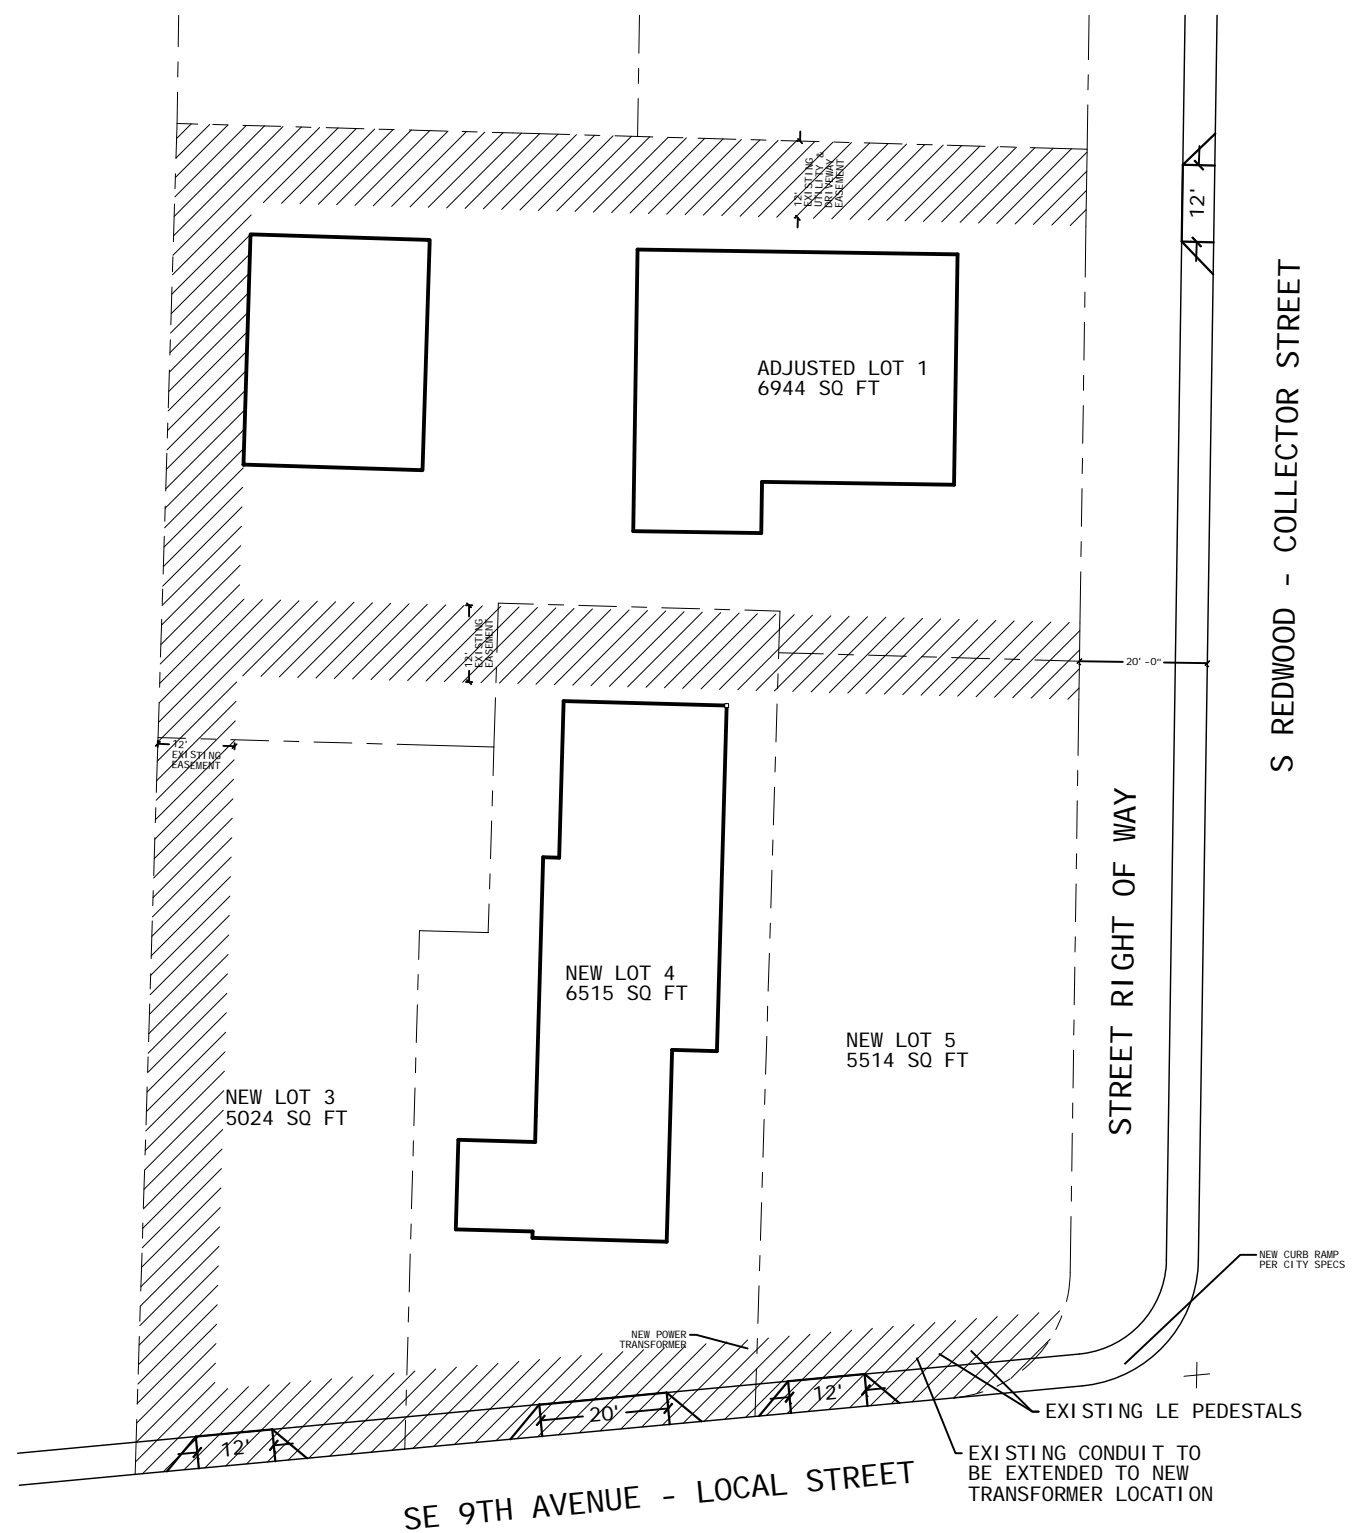 12'
EXISTING
UTILITY &
DRIVEWAY
EASEMENT
12'
ADJUSTED LOT 1
6944 SQ FT
S REDWOOD - COLLECTOR STREET
12'
EXISTING
EASEMENT
20'-0"
12'
EXISTING
EASEMENT
STREET RIGHT OF WAY
NEW LOT 4
6515 SQ FT
NEW LOT 5
5514 SQ FT
NEW LOT 3
5024 SQ FT
NEW CURB RAMP
PER CITY SPECS
NEW POWER
TRANSFORMER
12'
20'
12'
EXISTING LE PEDESTALS
EXISTING CONDUIT TO
BE EXTENDED TO NEW
TRANSFORMER LOCATION
SE 9TH AVENUE - LOCAL STREET